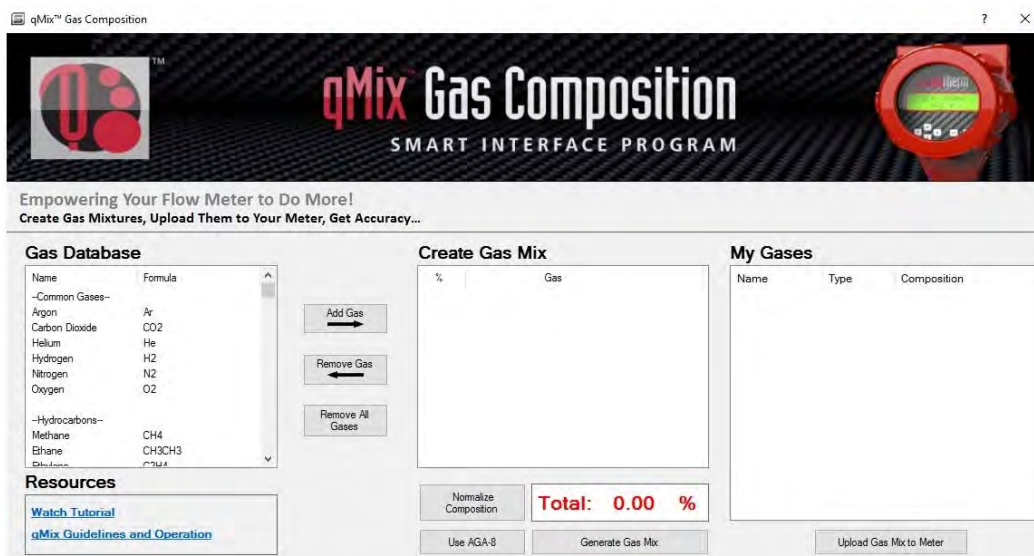 qMix™ Gas Composition
?
TM
qMix™ Gas Composition
SMART INTERFACE PROGRAM
Empowering Your Flow Meter to Do More!
Create Gas Mixtures, Upload Them to Your Meter, Get Accuracy...
Gas Database
Name Formula
--Common Gases--
Argon Ar
Carbon Dioxide CO2
Helium He
Hydrogen H2
Nitrogen N2
Oxygen O2
--Hydrocarbons--
Methane CH4
Ethane CH3CH3
Ethylene C2H4
Add Gas
Remove Gas
Remove All
Gases
Create Gas Mix
% Gas
Normalize
Composition
Total: 0.00 %
Use AGA-8
Generate Gas Mix
My Gases
Name Type Composition
Upload Gas Mix to Meter
Resources
Watch Tutorial
qMix Guidelines and Operation